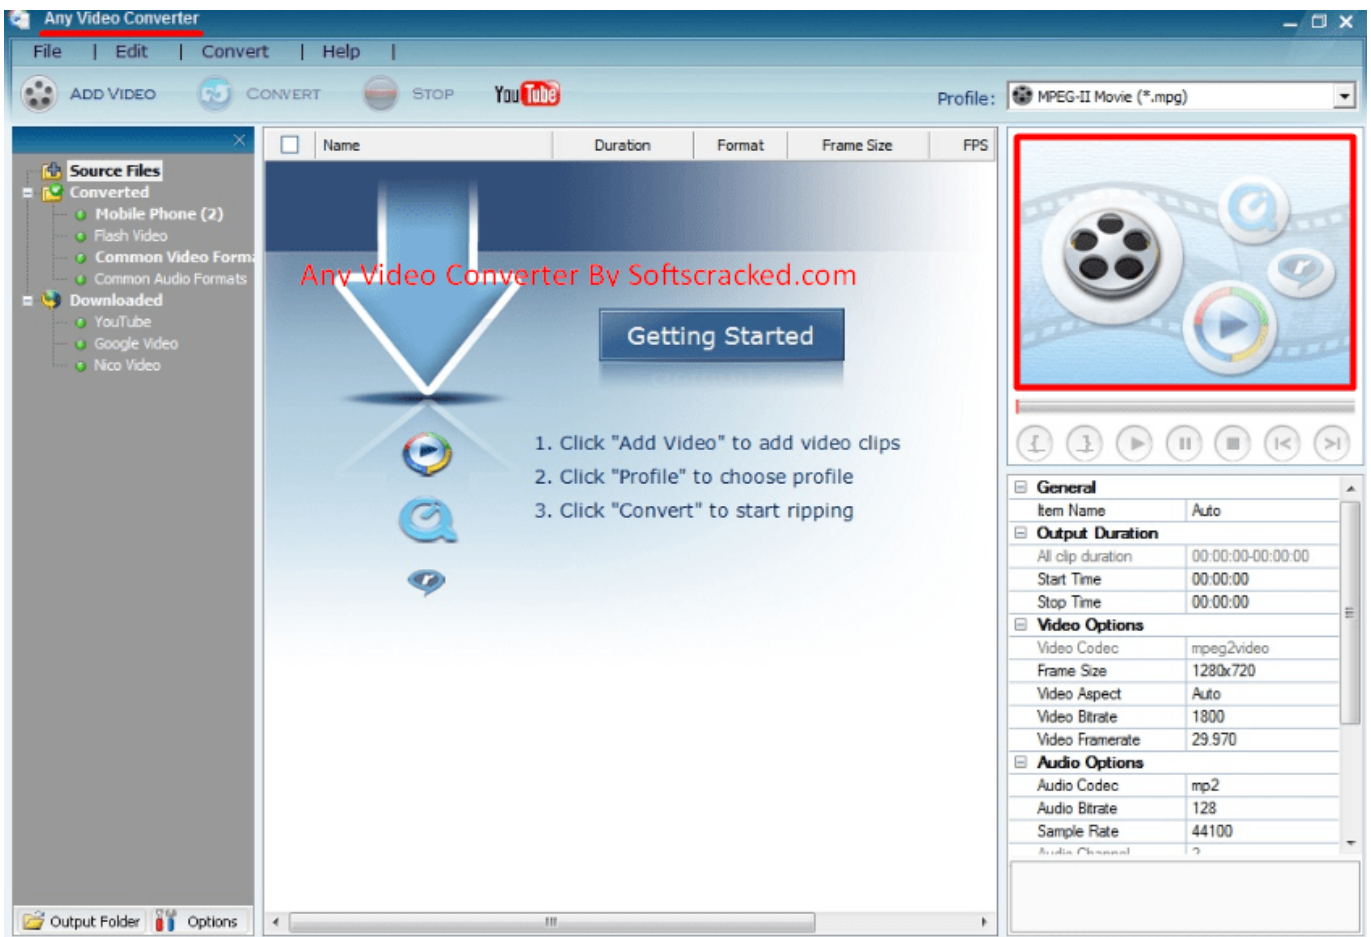 Any Video Converter
File | Edit | Convert | Help |
ADD VIDEO CONVERT STOP YouTube Profile: MPEG-II Movie (*.mpg)
Name Duration Format Frame Size FPS
Source Files
Converted
Mobile Phone (2)
Flash Video
Common Video Forma
Common Audio Formats
Downloaded
YouTube
Google Video
Nico Video
Any Video Converter By Softscracked.com
Getting Started
1. Click "Add Video" to add video clips
2. Click "Profile" to choose profile
3. Click "Convert" to start ripping
General
Item Name Auto
Output Duration
All clip duration 00:00:00-00:00:00
Start Time 00:00:00
Stop Time 00:00:00
Video Options
Video Codec mpeg2video
Frame Size 1280x720
Video Aspect Auto
Video Bitrate 1800
Video Framerate 29.970
Audio Options
Audio Codec mp2
Audio Bitrate 128
Sample Rate 44100
Audio Channel 2
Output Folder Options